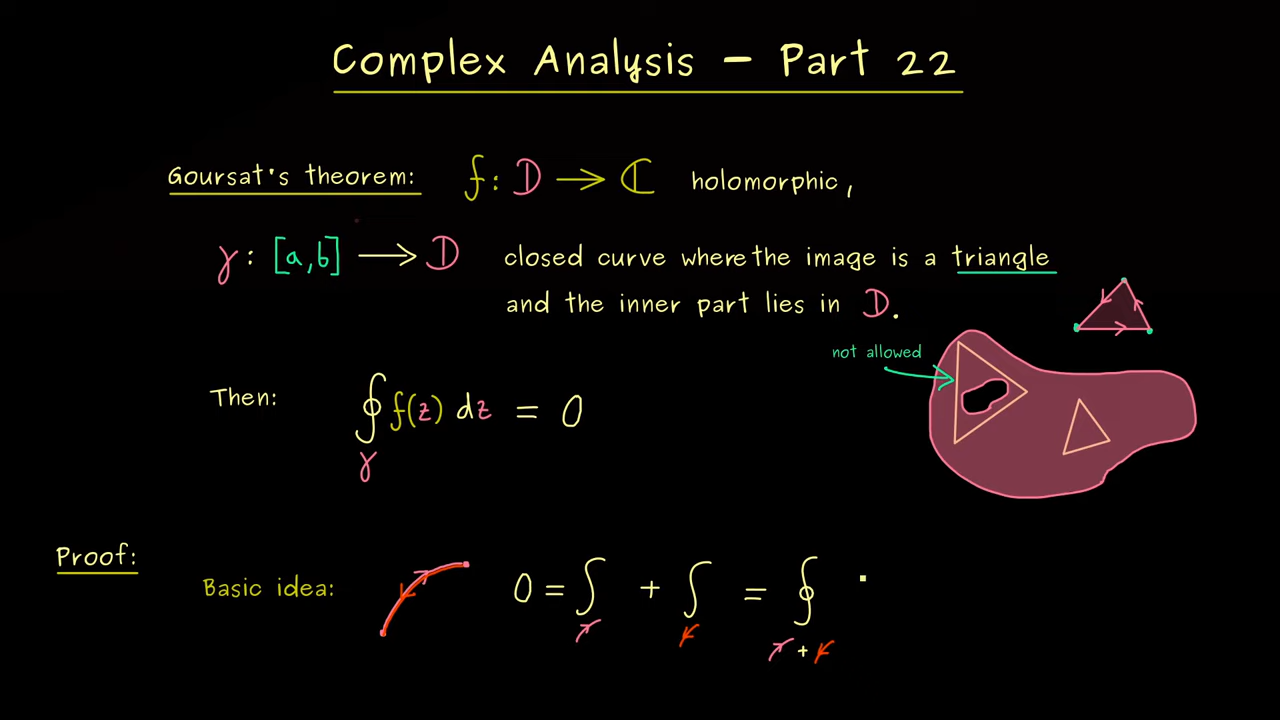 Complex Analysis – Part 22
Goursat's theorem: f: D → ℂ holomorphic,
γ: [a,b] → D closed curve where the image is a triangle
and the inner part lies in D.
not allowed
Then: ∮_γ f(z) dz = 0
Proof:
Basic idea: 0 = ∫ + ∫ = ∮
+